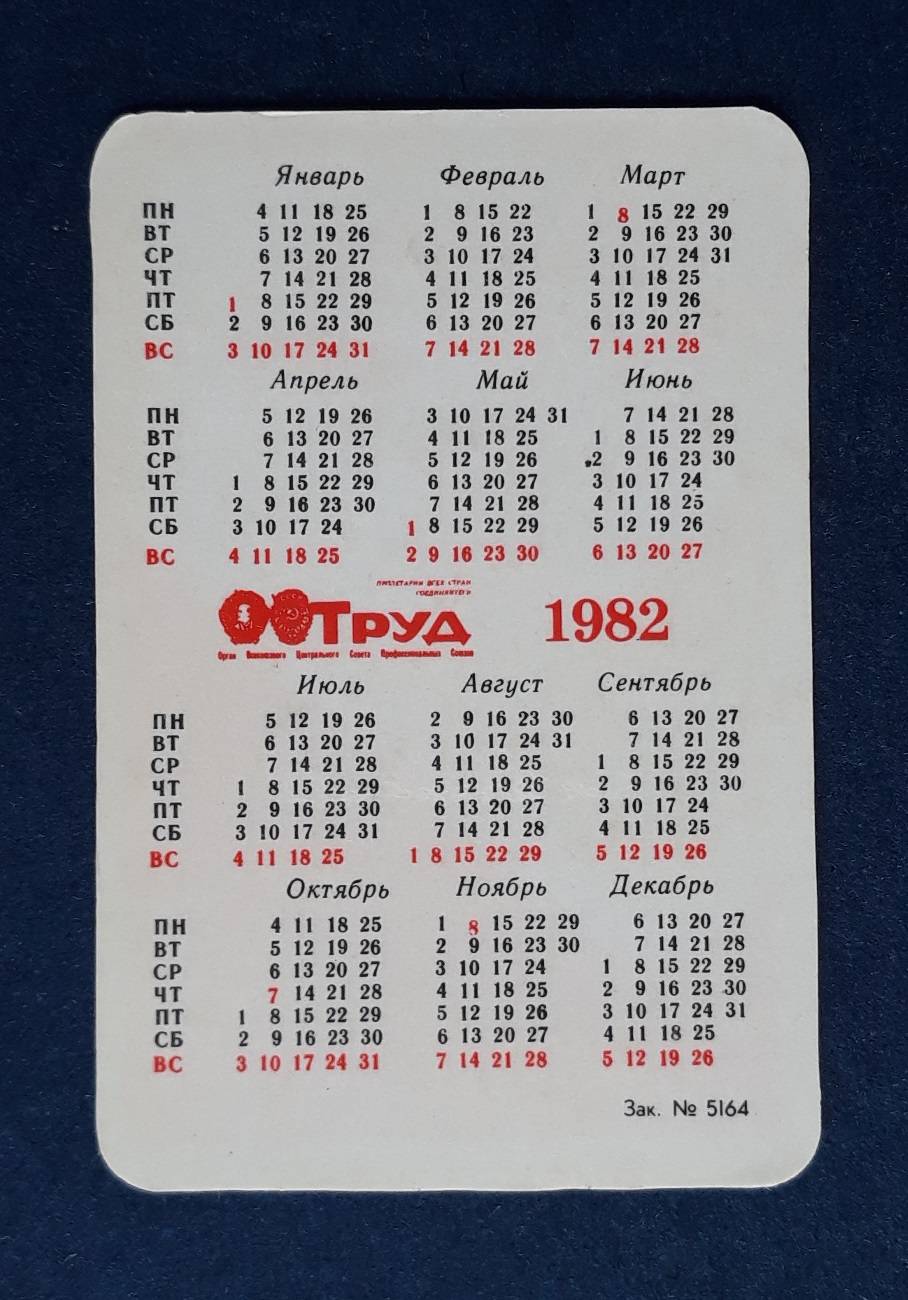 Январь Февраль Март
ПН 4 11 18 25 1 8 15 22 1 8 15 22 29
ВТ 5 12 19 26 2 9 16 23 2 9 16 23 30
СР 6 13 20 27 3 10 17 24 3 10 17 24 31
ЧТ 7 14 21 28 4 11 18 25 4 11 18 25
ПТ 1 8 15 22 29 5 12 19 26 5 12 19 26
СБ 2 9 16 23 30 6 13 20 27 6 13 20 27
ВС 3 10 17 24 31 7 14 21 28 7 14 21 28
Апрель Май Июнь
ПН 5 12 19 26 3 10 17 24 31 7 14 21 28
ВТ 6 13 20 27 4 11 18 25 1 8 15 22 29
СР 7 14 21 28 5 12 19 26 2 9 16 23 30
ЧТ 1 8 15 22 29 6 13 20 27 3 10 17 24
ПТ 2 9 16 23 30 7 14 21 28 4 11 18 25
СБ 3 10 17 24 1 8 15 22 29 5 12 19 26
ВС 4 11 18 25 2 9 16 23 30 6 13 20 27
ПРОЛЕТАРИИ ВСЕХ СТРАН
СОЕДИНЯЙТЕСЬ
ТРУД 1982
Орган Всесоюзного Центрального Совета Профессиональных Союзов
Июль Август Сентябрь
ПН 5 12 19 26 2 9 16 23 30 6 13 20 27
ВТ 6 13 20 27 3 10 17 24 31 7 14 21 28
СР 7 14 21 28 4 11 18 25 1 8 15 22 29
ЧТ 1 8 15 22 29 5 12 19 26 2 9 16 23 30
ПТ 2 9 16 23 30 6 13 20 27 3 10 17 24
СБ 3 10 17 24 31 7 14 21 28 4 11 18 25
ВС 4 11 18 25 1 8 15 22 29 5 12 19 26
Октябрь Ноябрь Декабрь
ПН 4 11 18 25 1 8 15 22 29 6 13 20 27
ВТ 5 12 19 26 2 9 16 23 30 7 14 21 28
СР 6 13 20 27 3 10 17 24 1 8 15 22 29
ЧТ 7 14 21 28 4 11 18 25 2 9 16 23 30
ПТ 1 8 15 22 29 5 12 19 26 3 10 17 24 31
СБ 2 9 16 23 30 6 13 20 27 4 11 18 25
ВС 3 10 17 24 31 7 14 21 28 5 12 19 26
Зак. № 5164